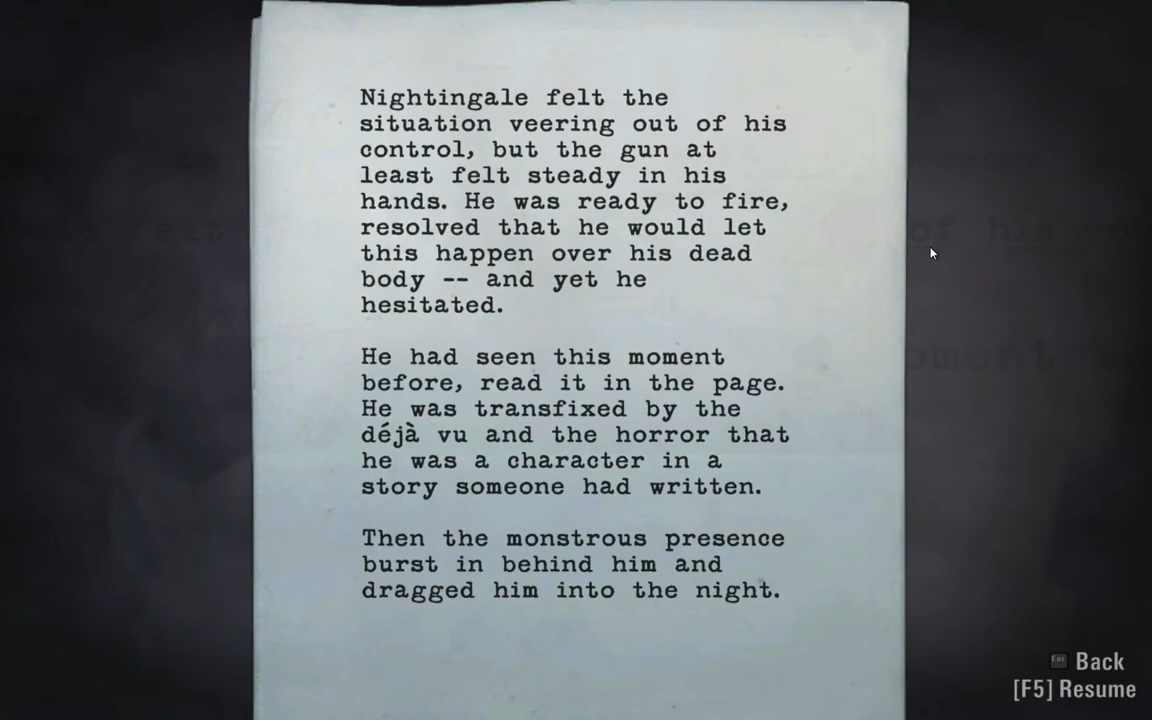 Nightingale felt the
situation veering out of his
control, but the gun at
least felt steady in his
hands. He was ready to fire,
resolved that he would let
this happen over his dead
body -- and yet he
hesitated.
He had seen this moment
before, read it in the page.
He was transfixed by the
déjà vu and the horror that
he was a character in a
story someone had written.
Then the monstrous presence
burst in behind him and
dragged him into the night.
Esc Back
[F5] Resume